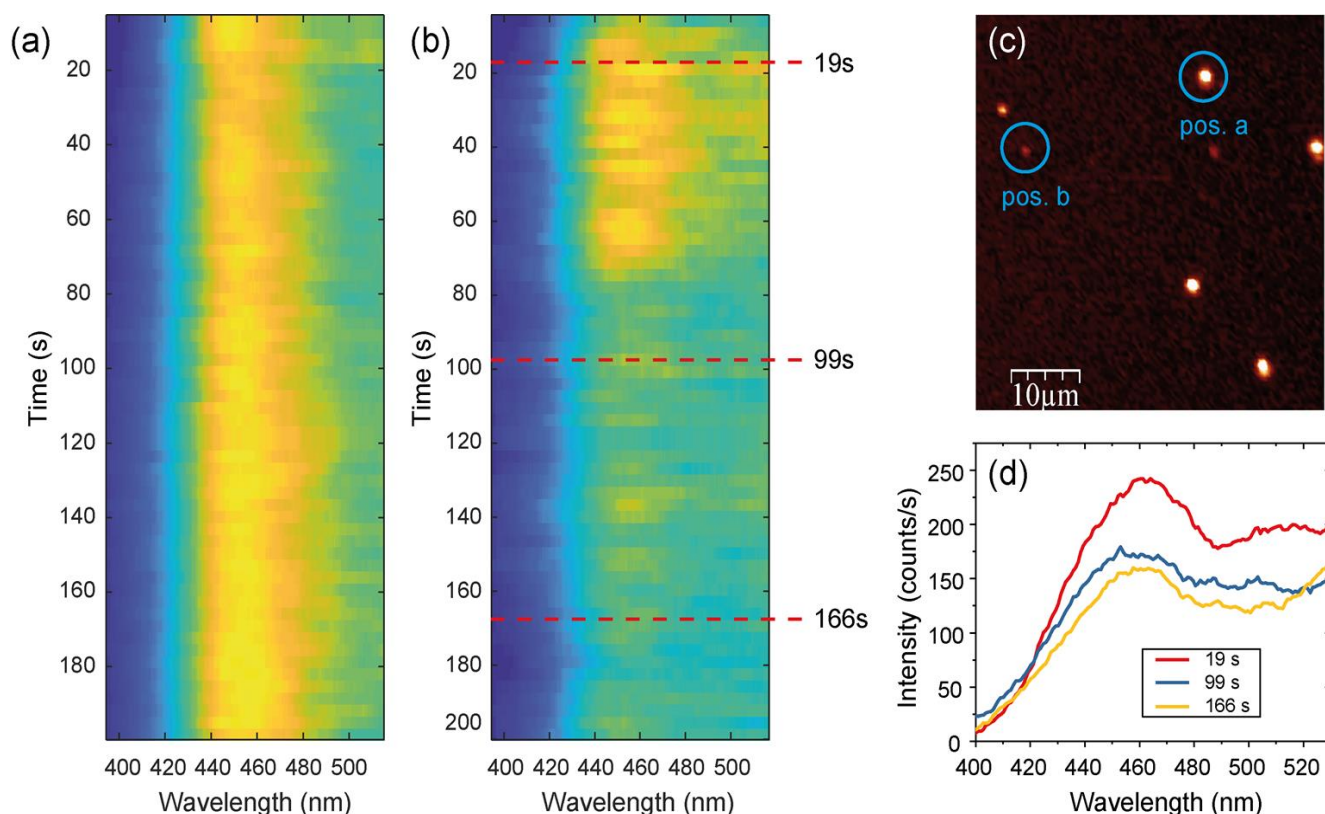 (a)
Time (s)
20
40
60
80
100
120
140
160
180
400 420 440 460 480 500
Wavelength (nm)
(b)
Time (s)
20
40
60
80
100
120
140
160
180
200
400 420 440 460 480 500
Wavelength (nm)
19s
99s
166s
(c)
pos. a
pos. b
10µm
(d)
Intensity (counts/s)
250
200
150
100
50
0
19 s
99 s
166 s
400 420 440 460 480 500 520
Wavelength (nm)